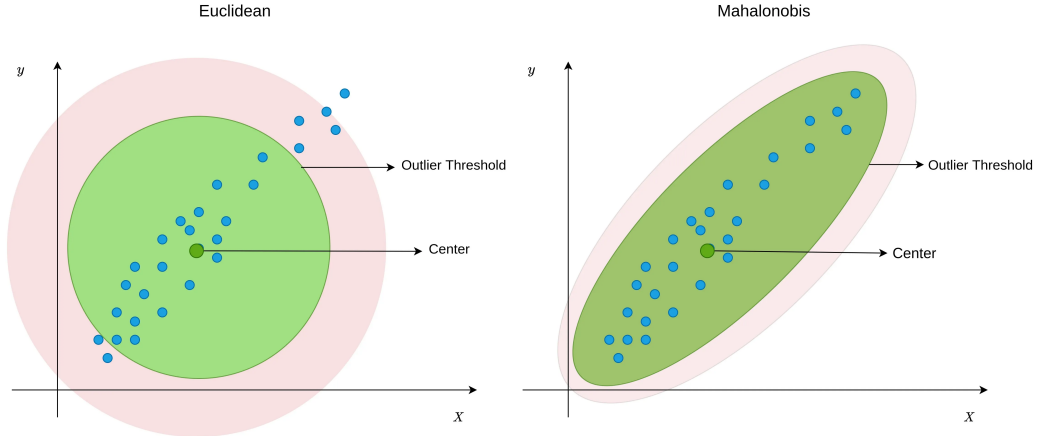 Euclidean
Mahalonobis
y
Outlier Threshold
Center
X
y
Outlier Threshold
Center
X